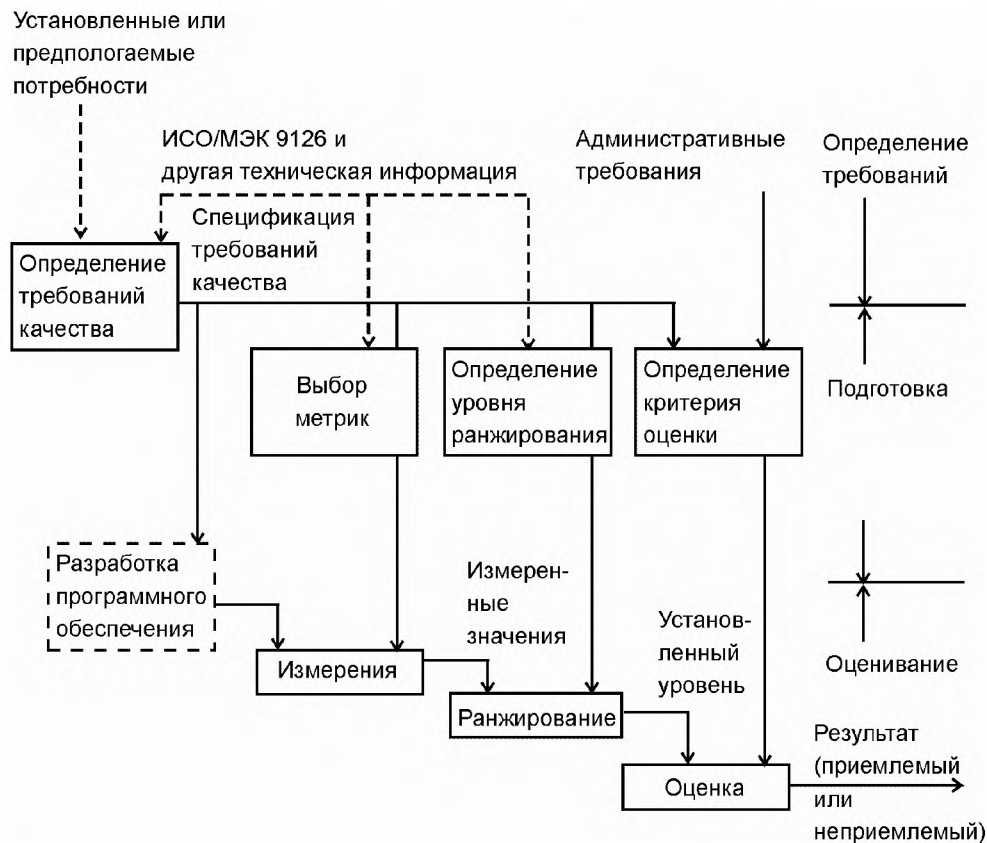 Установленные или
предпологаемые
потребности
ИСО/МЭК 9126 и
другая техническая информация
Административные
требования
Определение
требований
Спецификация
требований
качества
Определение
требований
качества
Выбор
метрик
Определение
уровня
ранжирования
Определение
критерия
оценки
Подготовка
Разработка
программного
обеспечения
Измерен-
ные
значения
Установ-
ленный
уровень
Оценивание
Измерения
Ранжирование
Оценка
Результат
(приемлемый
или
неприемлемый)